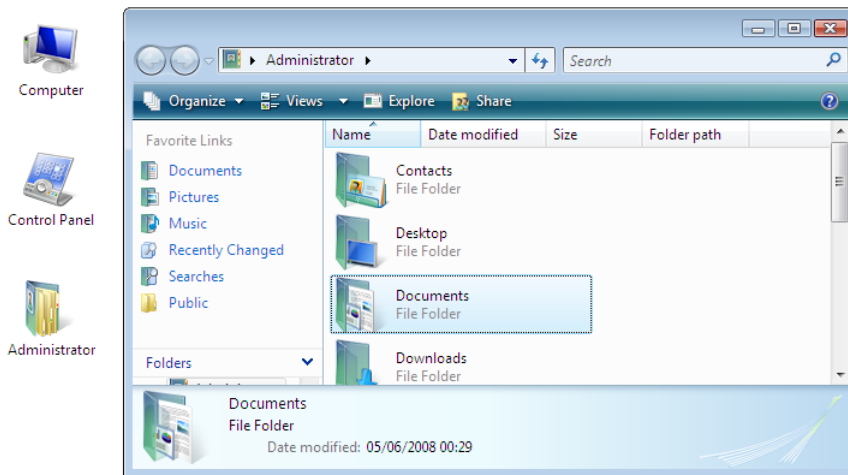 Computer
Control Panel
Administrator
Administrator
Search
Organize Views Explore Share
Favorite Links
Documents
Pictures
Music
Recently Changed
Searches
Public
Folders
Name Date modified Size Folder path
Contacts
File Folder
Desktop
File Folder
Documents
File Folder
Downloads
File Folder
Documents
File Folder
Date modified: 05/06/2008 00:29